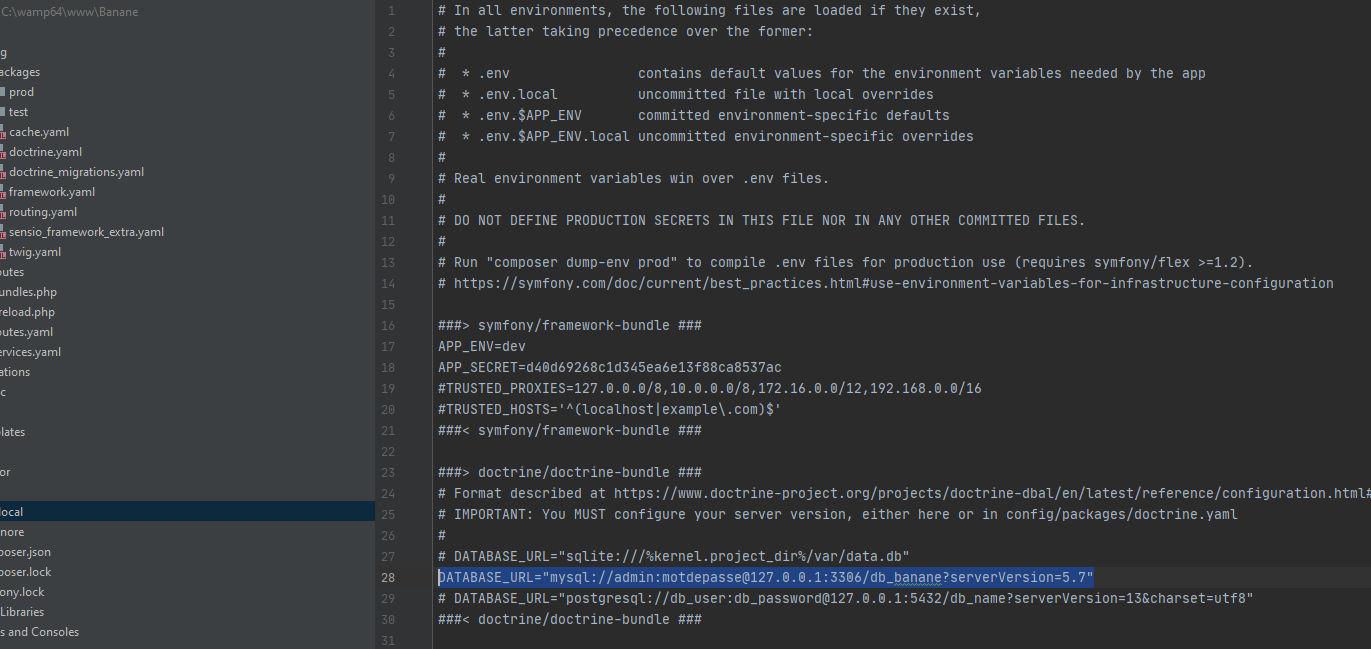 C:\wamp64\www\Banane
g
ackages
prod
test
cache.yaml
doctrine.yaml
doctrine_migrations.yaml
framework.yaml
routing.yaml
sensio_framework_extra.yaml
twig.yaml
outes
undles.php
reload.php
outes.yaml
ervices.yaml
ations
c
lates
or
local
nore
poser.json
poser.lock
ony.lock
Libraries
s and Consoles
1 # In all environments, the following files are loaded if they exist,
2 # the latter taking precedence over the former:
3 #
4 # * .env contains default values for the environment variables needed by the app
5 # * .env.local uncommitted file with local overrides
6 # * .env.$APP_ENV committed environment-specific defaults
7 # * .env.$APP_ENV.local uncommitted environment-specific overrides
8 #
9 # Real environment variables win over .env files.
10 #
11 # DO NOT DEFINE PRODUCTION SECRETS IN THIS FILE NOR IN ANY OTHER COMMITTED FILES.
12 #
13 # Run "composer dump-env prod" to compile .env files for production use (requires symfony/flex >=1.2).
14 # https://symfony.com/doc/current/best_practices.html#use-environment-variables-for-infrastructure-configuration
15
16 ###> symfony/framework-bundle ###
17 APP_ENV=dev
18 APP_SECRET=d40d69268c1d345ea6e13f88ca8537ac
19 #TRUSTED_PROXIES=127.0.0.0/8,10.0.0.0/8,172.16.0.0/12,192.168.0.0/16
20 #TRUSTED_HOSTS='^(localhost|example\.com)$'
21 ###< symfony/framework-bundle ###
22
23 ###> doctrine/doctrine-bundle ###
24 # Format described at https://www.doctrine-project.org/projects/doctrine-dbal/en/latest/reference/configuration.html#
25 # IMPORTANT: You MUST configure your server version, either here or in config/packages/doctrine.yaml
26 #
27 # DATABASE_URL="sqlite:///%kernel.project_dir%/var/data.db"
28 DATABASE_URL="mysql://admin:motdepasse@127.0.0.1:3306/db_banane?serverVersion=5.7"
29 # DATABASE_URL="postgresql://db_user:db_password@127.0.0.1:5432/db_name?serverVersion=13&charset=utf8"
30 ###< doctrine/doctrine-bundle ###
31